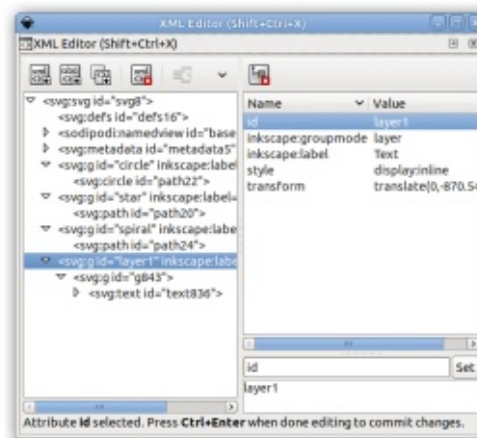 XML Editor (Shift+Ctrl+X)
XML Editor (Shift+Ctrl+X)
<svg:svg id="svg8">
<svg:defs id="defs16">
<sodipodi:namedview id="base
<svg:metadata id="metadata5"
<svg:g id="circle" inkscape:label
<svg:circle id="path22">
<svg:g id="star" inkscape:label=
<svg:path id="path20">
<svg:g id="spiral" inkscape:label
<svg:path id="path24">
<svg:g id="layer1" inkscape:labe
<svg:g id="g843">
<svg:text id="text836">
Name Value
id layer1
inkscape:groupmode layer
inkscape:label Text
style display:inline
transform translate(0,-870.54
id Set
layer1
Attribute id selected. Press Ctrl+Enter when done editing to commit changes.